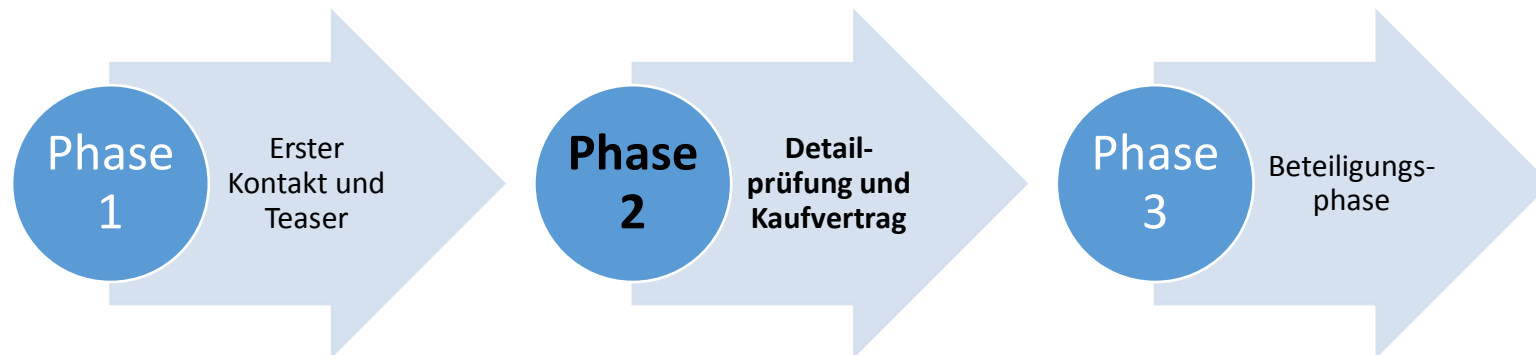 Phase
1
Erster
Kontakt und
Teaser
Phase
2
Detail-
prüfung und
Kaufvertrag
Phase
3
Beteiligungs-
phase